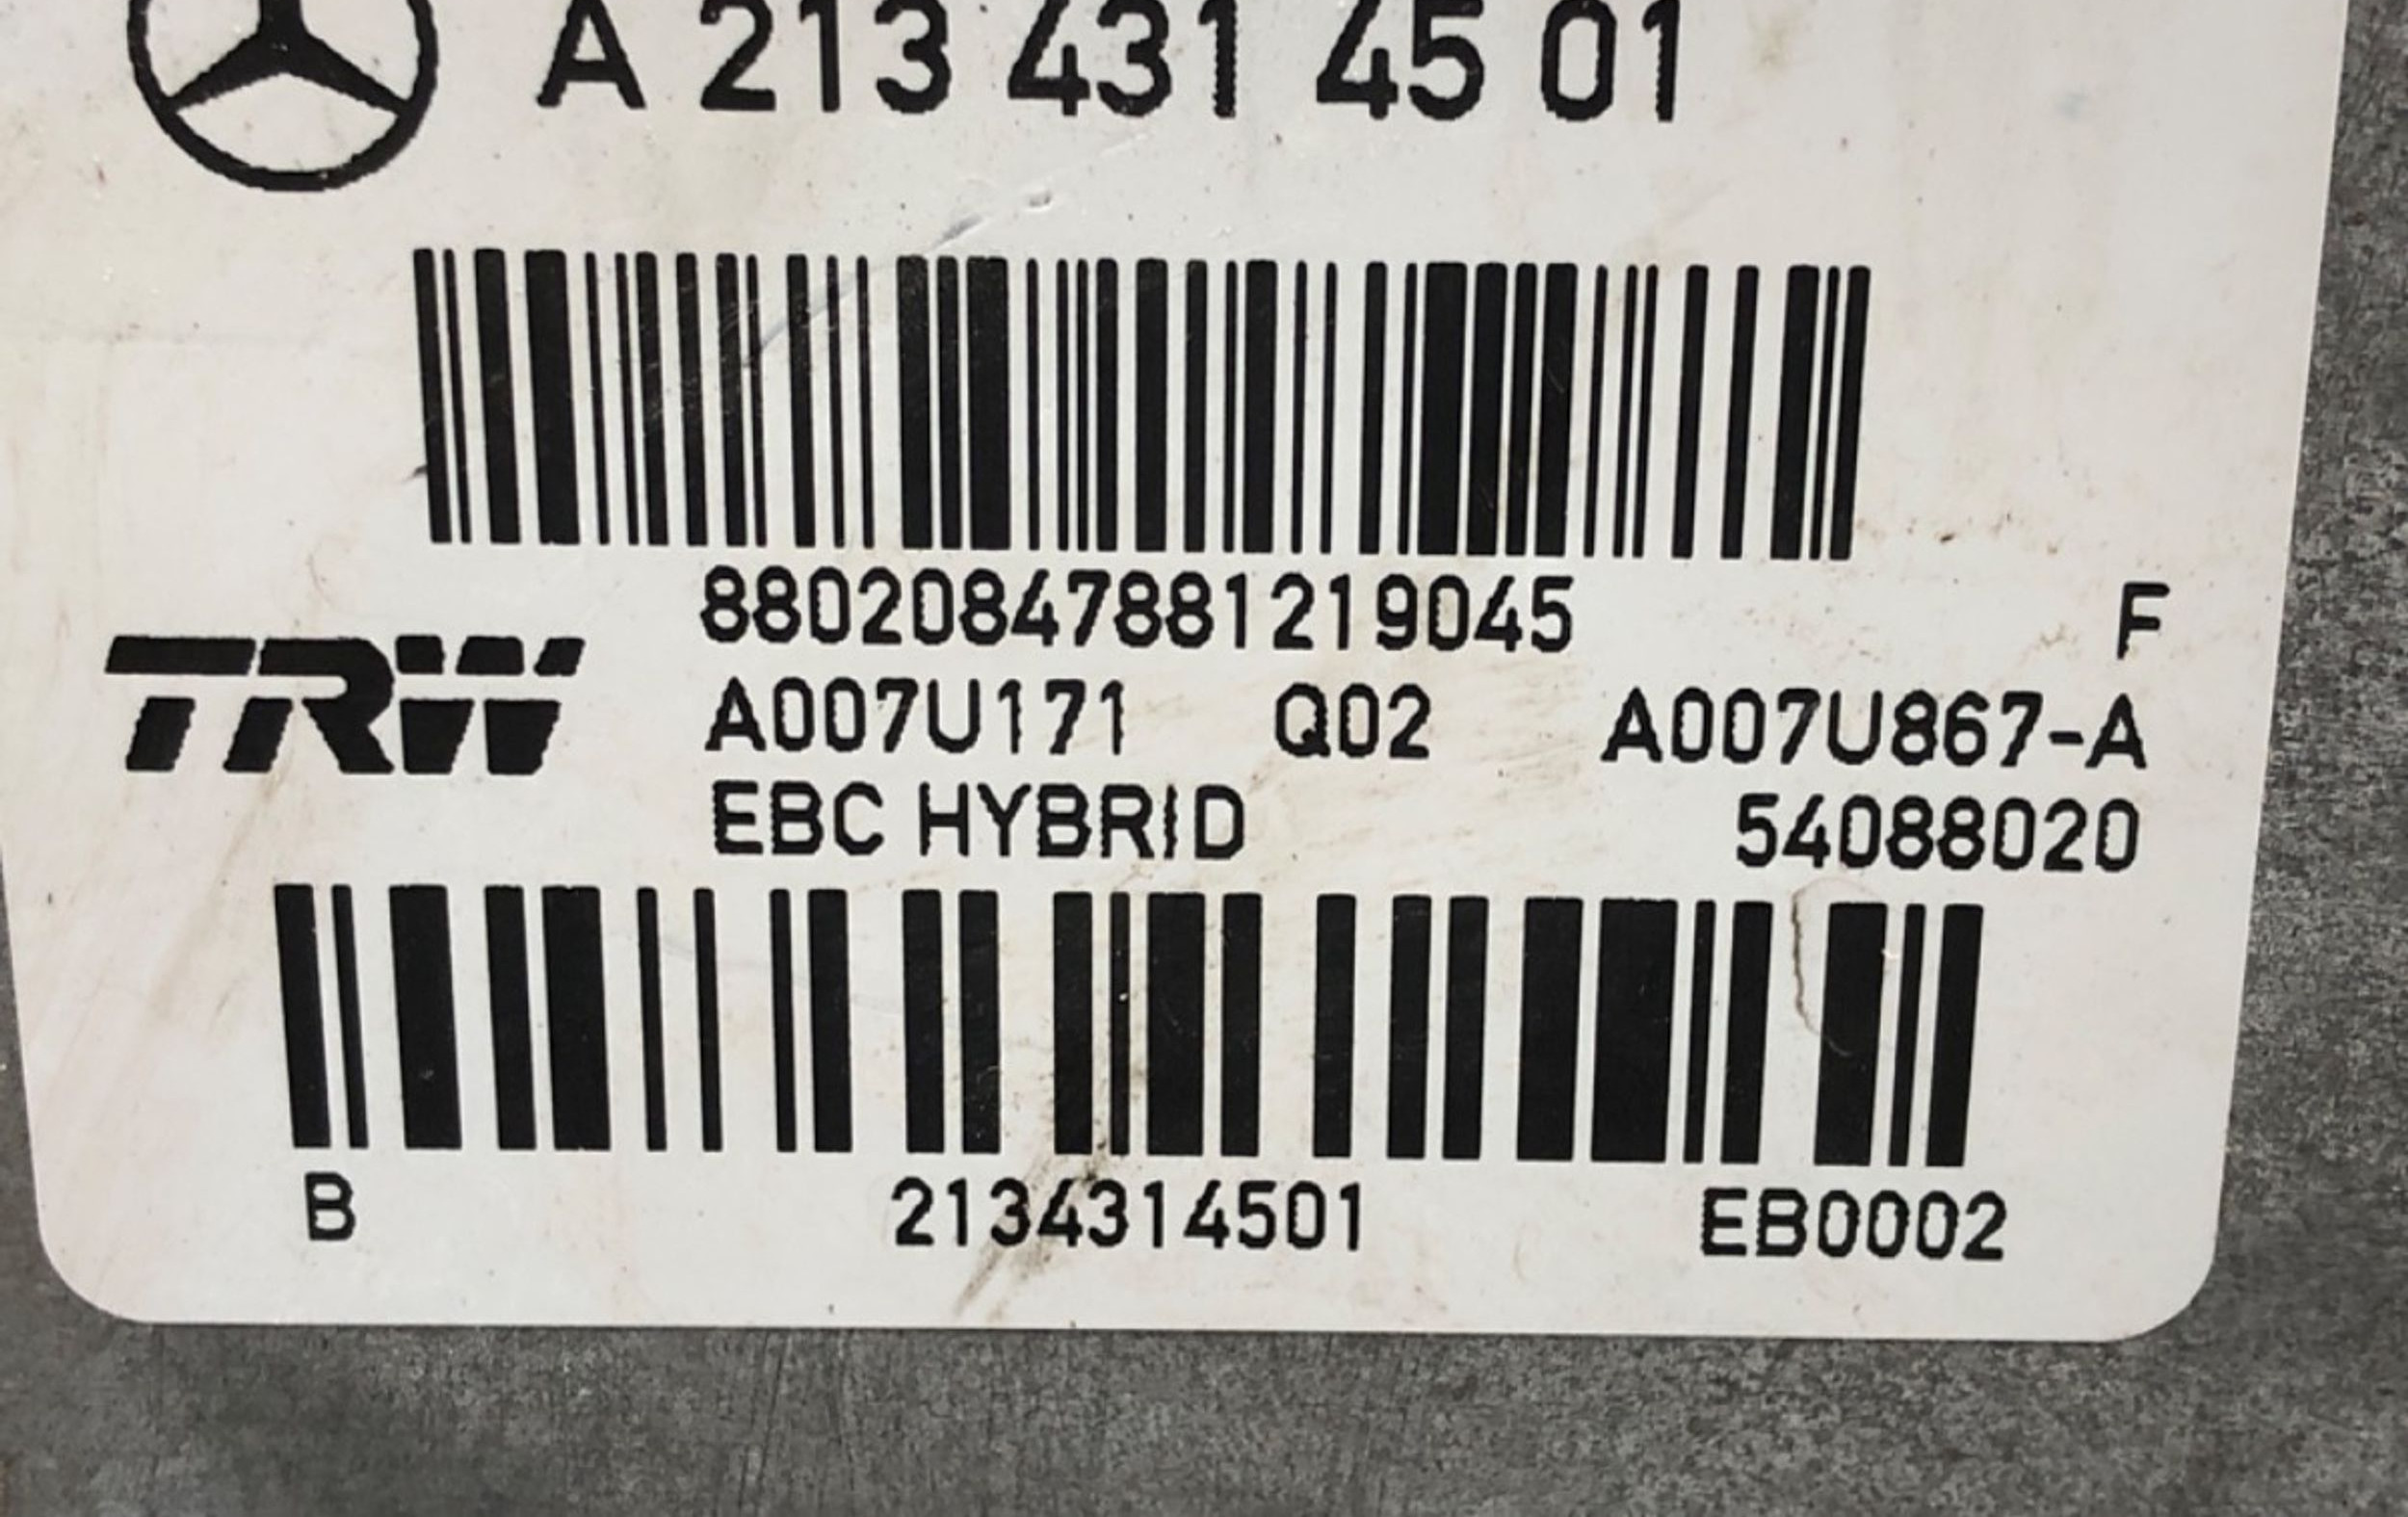 A 213 431 45 01
88020847881219045 F
TRW A007U171 Q02 A007U867-A
EBC HYBRID 54088020
B 2134314501 EB0002